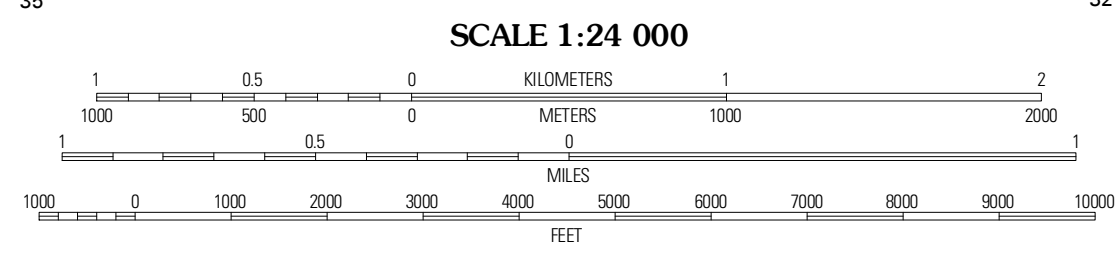 35 32
SCALE 1:24 000
1 0.5 0 KILOMETERS 1 2
1000 500 0 METERS 1000 2000
1 0.5 0 1
MILES
1000 0 1000 2000 3000 4000 5000 6000 7000 8000 9000 10000
FEET